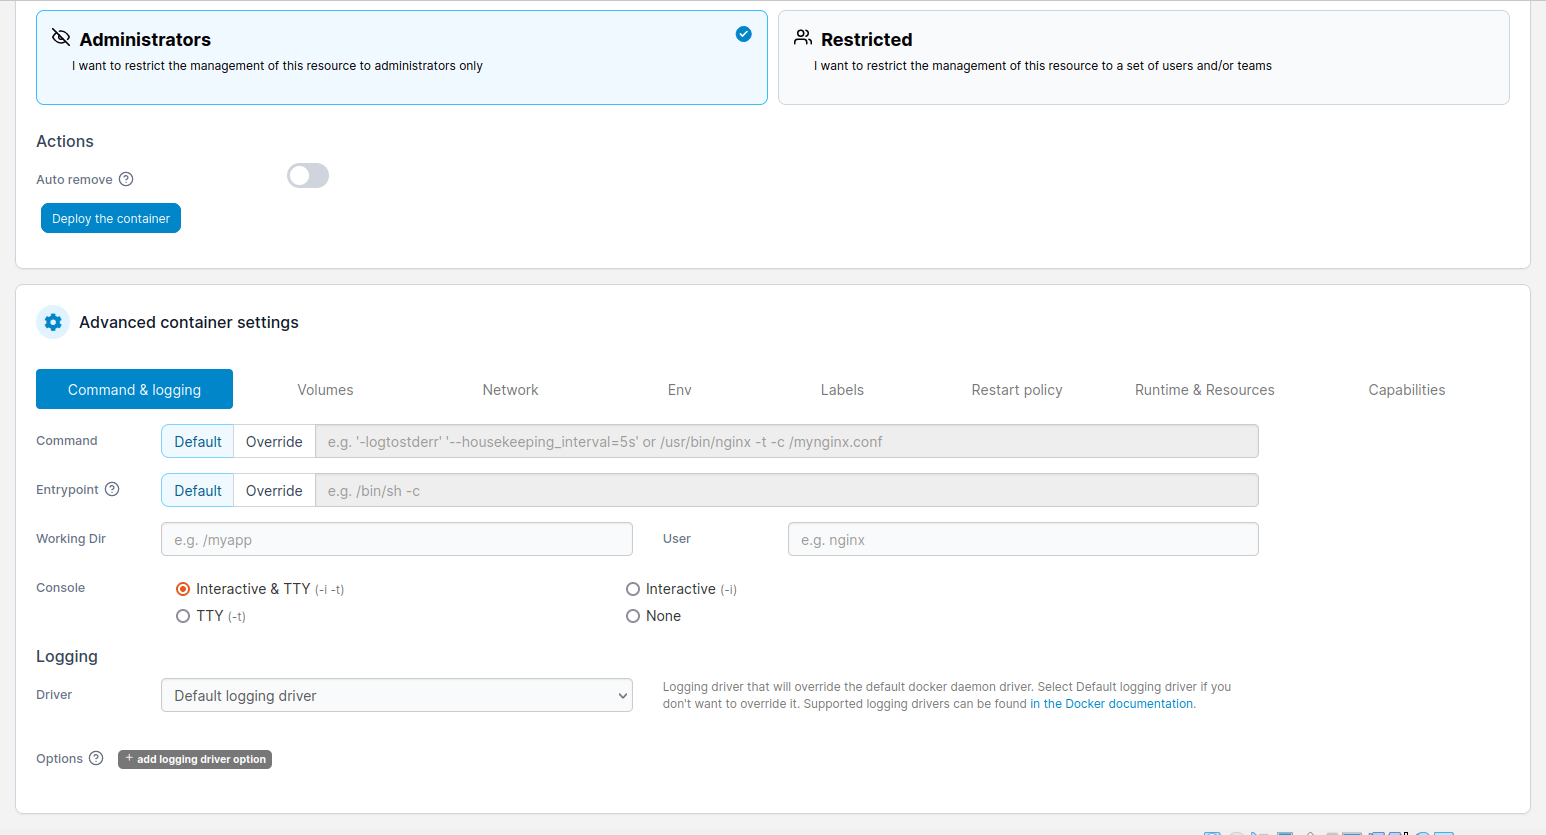 Administrators
I want to restrict the management of this resource to administrators only
Restricted
I want to restrict the management of this resource to a set of users and/or teams
Actions
Auto remove
Deploy the container
Advanced container settings
Command & logging
Volumes
Network
Env
Labels
Restart policy
Runtime & Resources
Capabilities
Command
Default
Override
e.g. '-logtostderr' '--housekeeping_interval=5s' or /usr/bin/nginx -t -c /mynginx.conf
Entrypoint
Default
Override
e.g. /bin/sh -c
Working Dir
e.g. /myapp
User
e.g. nginx
Console
Interactive & TTY (-i -t)
Interactive (-i)
TTY (-t)
None
Logging
Driver
Default logging driver
Logging driver that will override the default docker daemon driver. Select Default logging driver if you
don't want to override it. Supported logging drivers can be found in the Docker documentation.
Options
+ add logging driver option